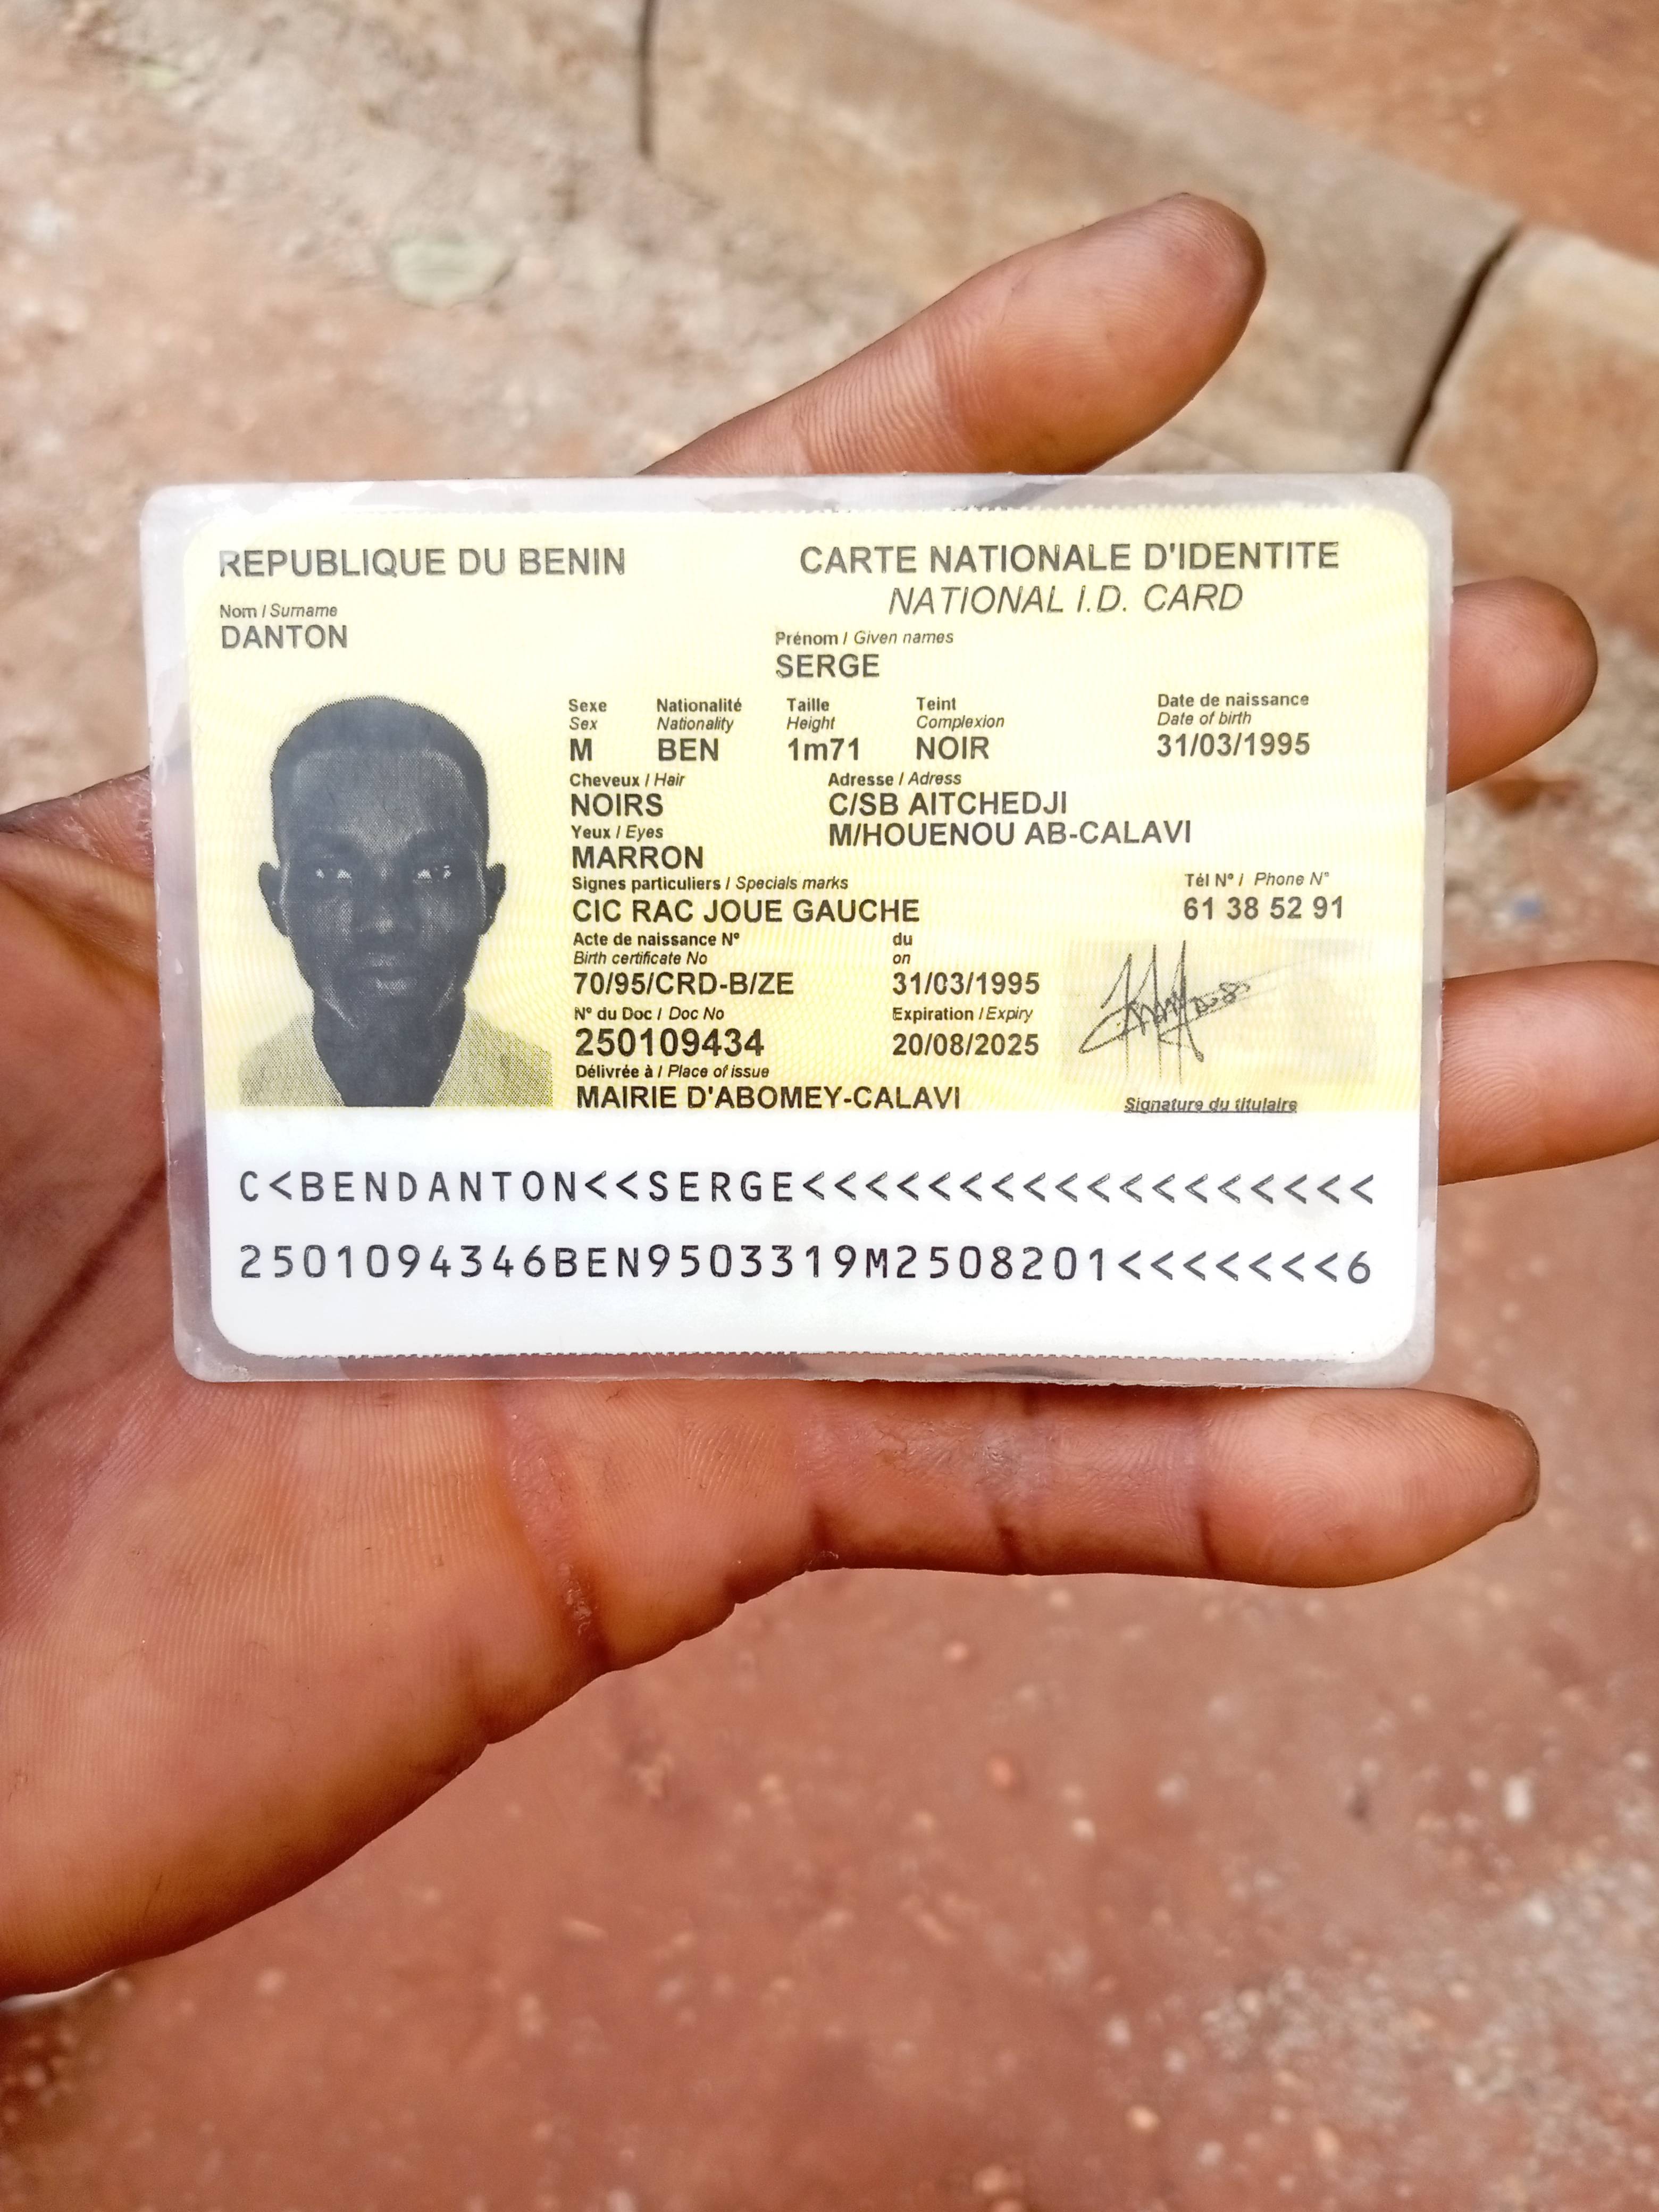 REPUBLIQUE DU BENIN
CARTE NATIONALE D'IDENTITE
NATIONAL I.D. CARD
Nom / Surname
DANTON
Prénom / Given names
SERGE
Sexe Nationalité Taille Teint Date de naissance
Sex Nationality Height Complexion Date of birth
M BEN 1m71 NOIR 31/03/1995
Cheveux / Hair Adresse / Adress
NOIRS C/SB AITCHEDJI
Yeux / Eyes M/HOUENOU AB-CALAVI
MARRON
Signes particuliers / Specials marks Tél N° / Phone N°
CIC RAC JOUE GAUCHE 61 38 52 91
Acte de naissance N° du
Birth certificate No on
70/95/CRD-B/ZE 31/03/1995
N° du Doc / Doc No Expiration / Expiry
250109434 20/08/2025
Délivrée à / Place of issue
MAIRIE D'ABOMEY-CALAVI Signature du titulaire
C<BENDANTON<<SERGE<<<<<<<<<<<<<<<<<<
2501094346BEN9503319M2508201<<<<<<<6